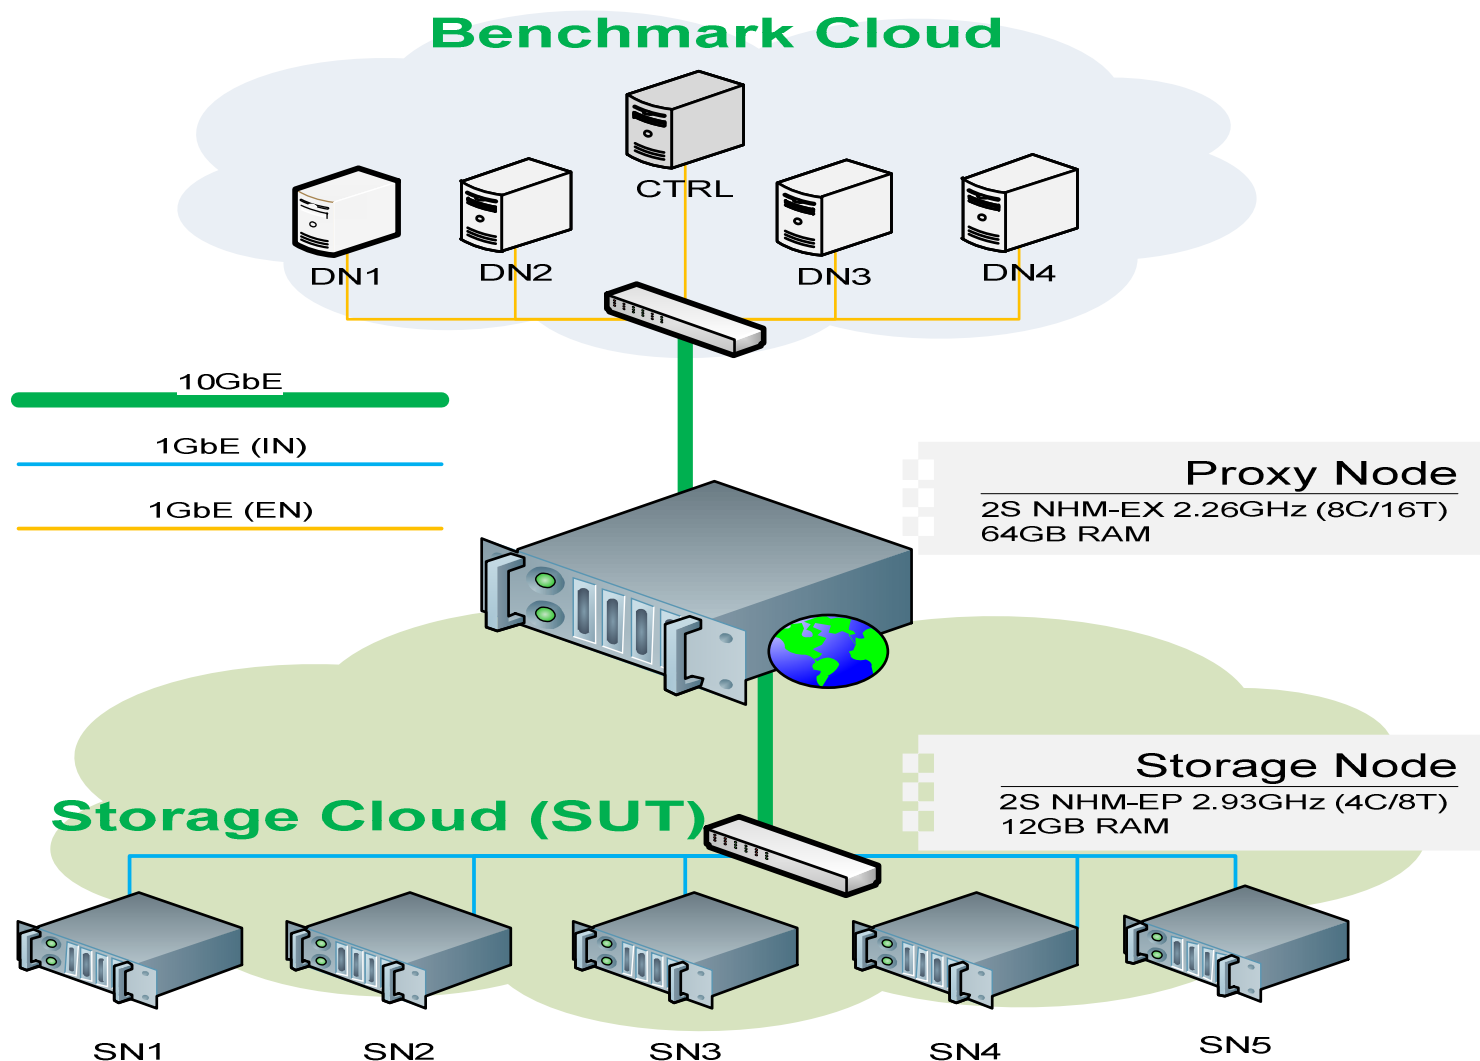 Benchmark Cloud
CTRL
DN1
DN2
DN3
DN4
10GbE
1GbE (IN)
1GbE (EN)
Proxy Node
2S NHM-EX 2.26GHz (8C/16T)
64GB RAM
Storage Node
2S NHM-EP 2.93GHz (4C/8T)
12GB RAM
Storage Cloud (SUT)
SN1
SN2
SN3
SN4
SN5